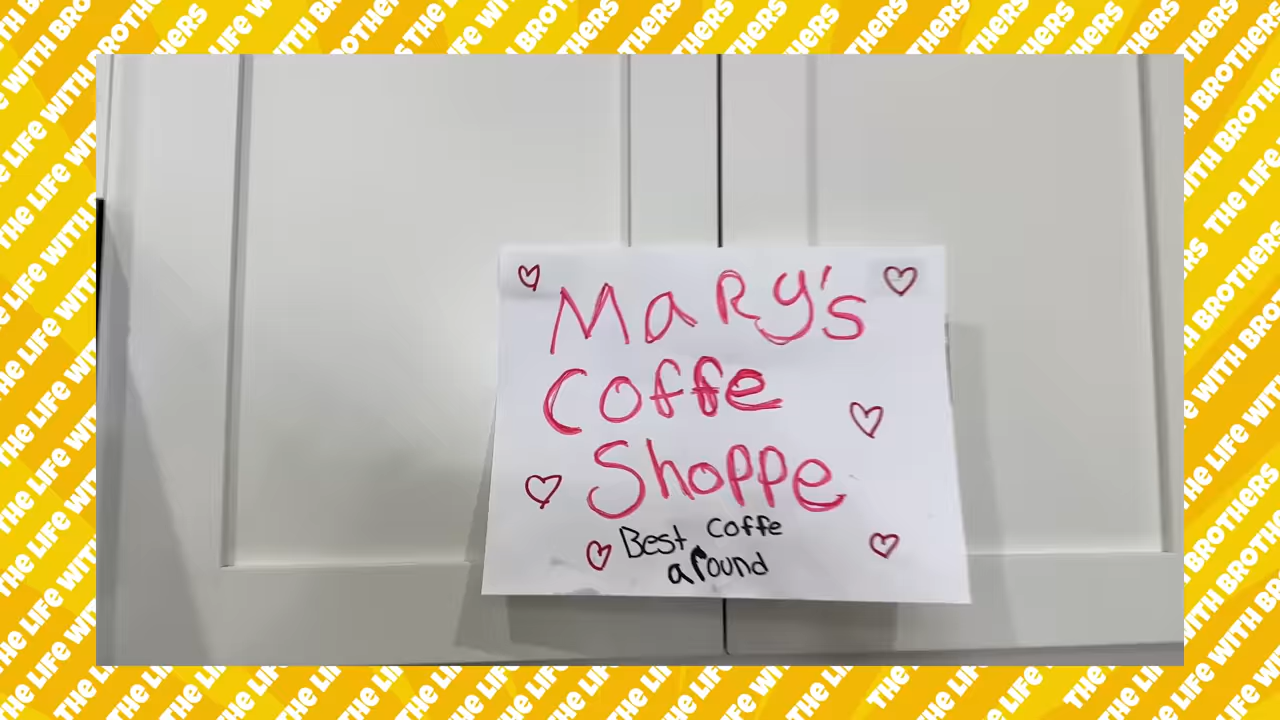 MaRy's
Coffe
Shoppe
Best Coffe
around
THE LIFE WITH BROTHERS